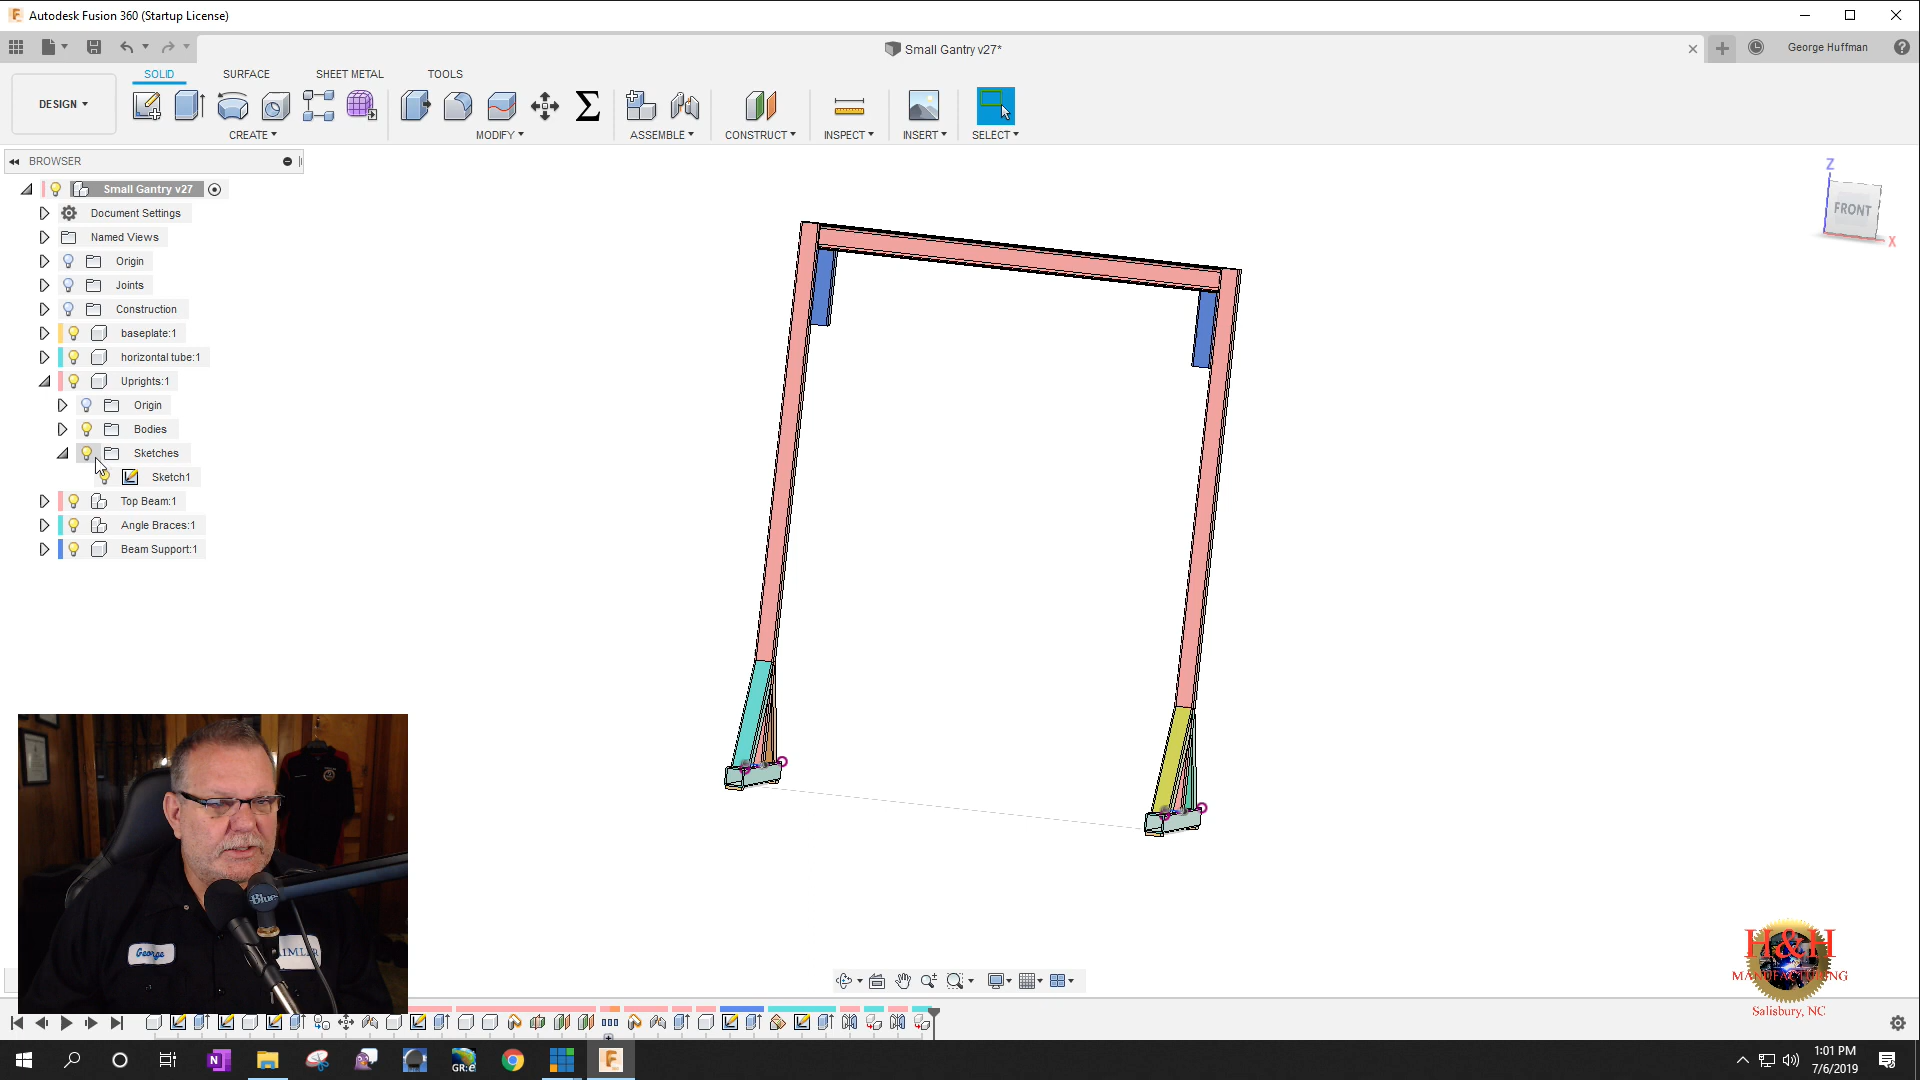 Autodesk Fusion 360 (Startup License)
Small Gantry v27*
George Huffman
SOLID
SURFACE
SHEET METAL
TOOLS
DESIGN
CREATE
MODIFY
ASSEMBLE
CONSTRUCT
INSPECT
INSERT
SELECT
BROWSER
Small Gantry v27
Document Settings
Named Views
Origin
Joints
Construction
baseplate:1
horizontal tube:1
Uprights:1
Origin
Bodies
Sketches
Sketch1
Top Beam:1
Angle Braces:1
Beam Support:1
Z
FRONT
X
Blue
George
H&H
MANUFACTURING
Salisbury, NC
GR:e
1:01 PM
7/6/2019